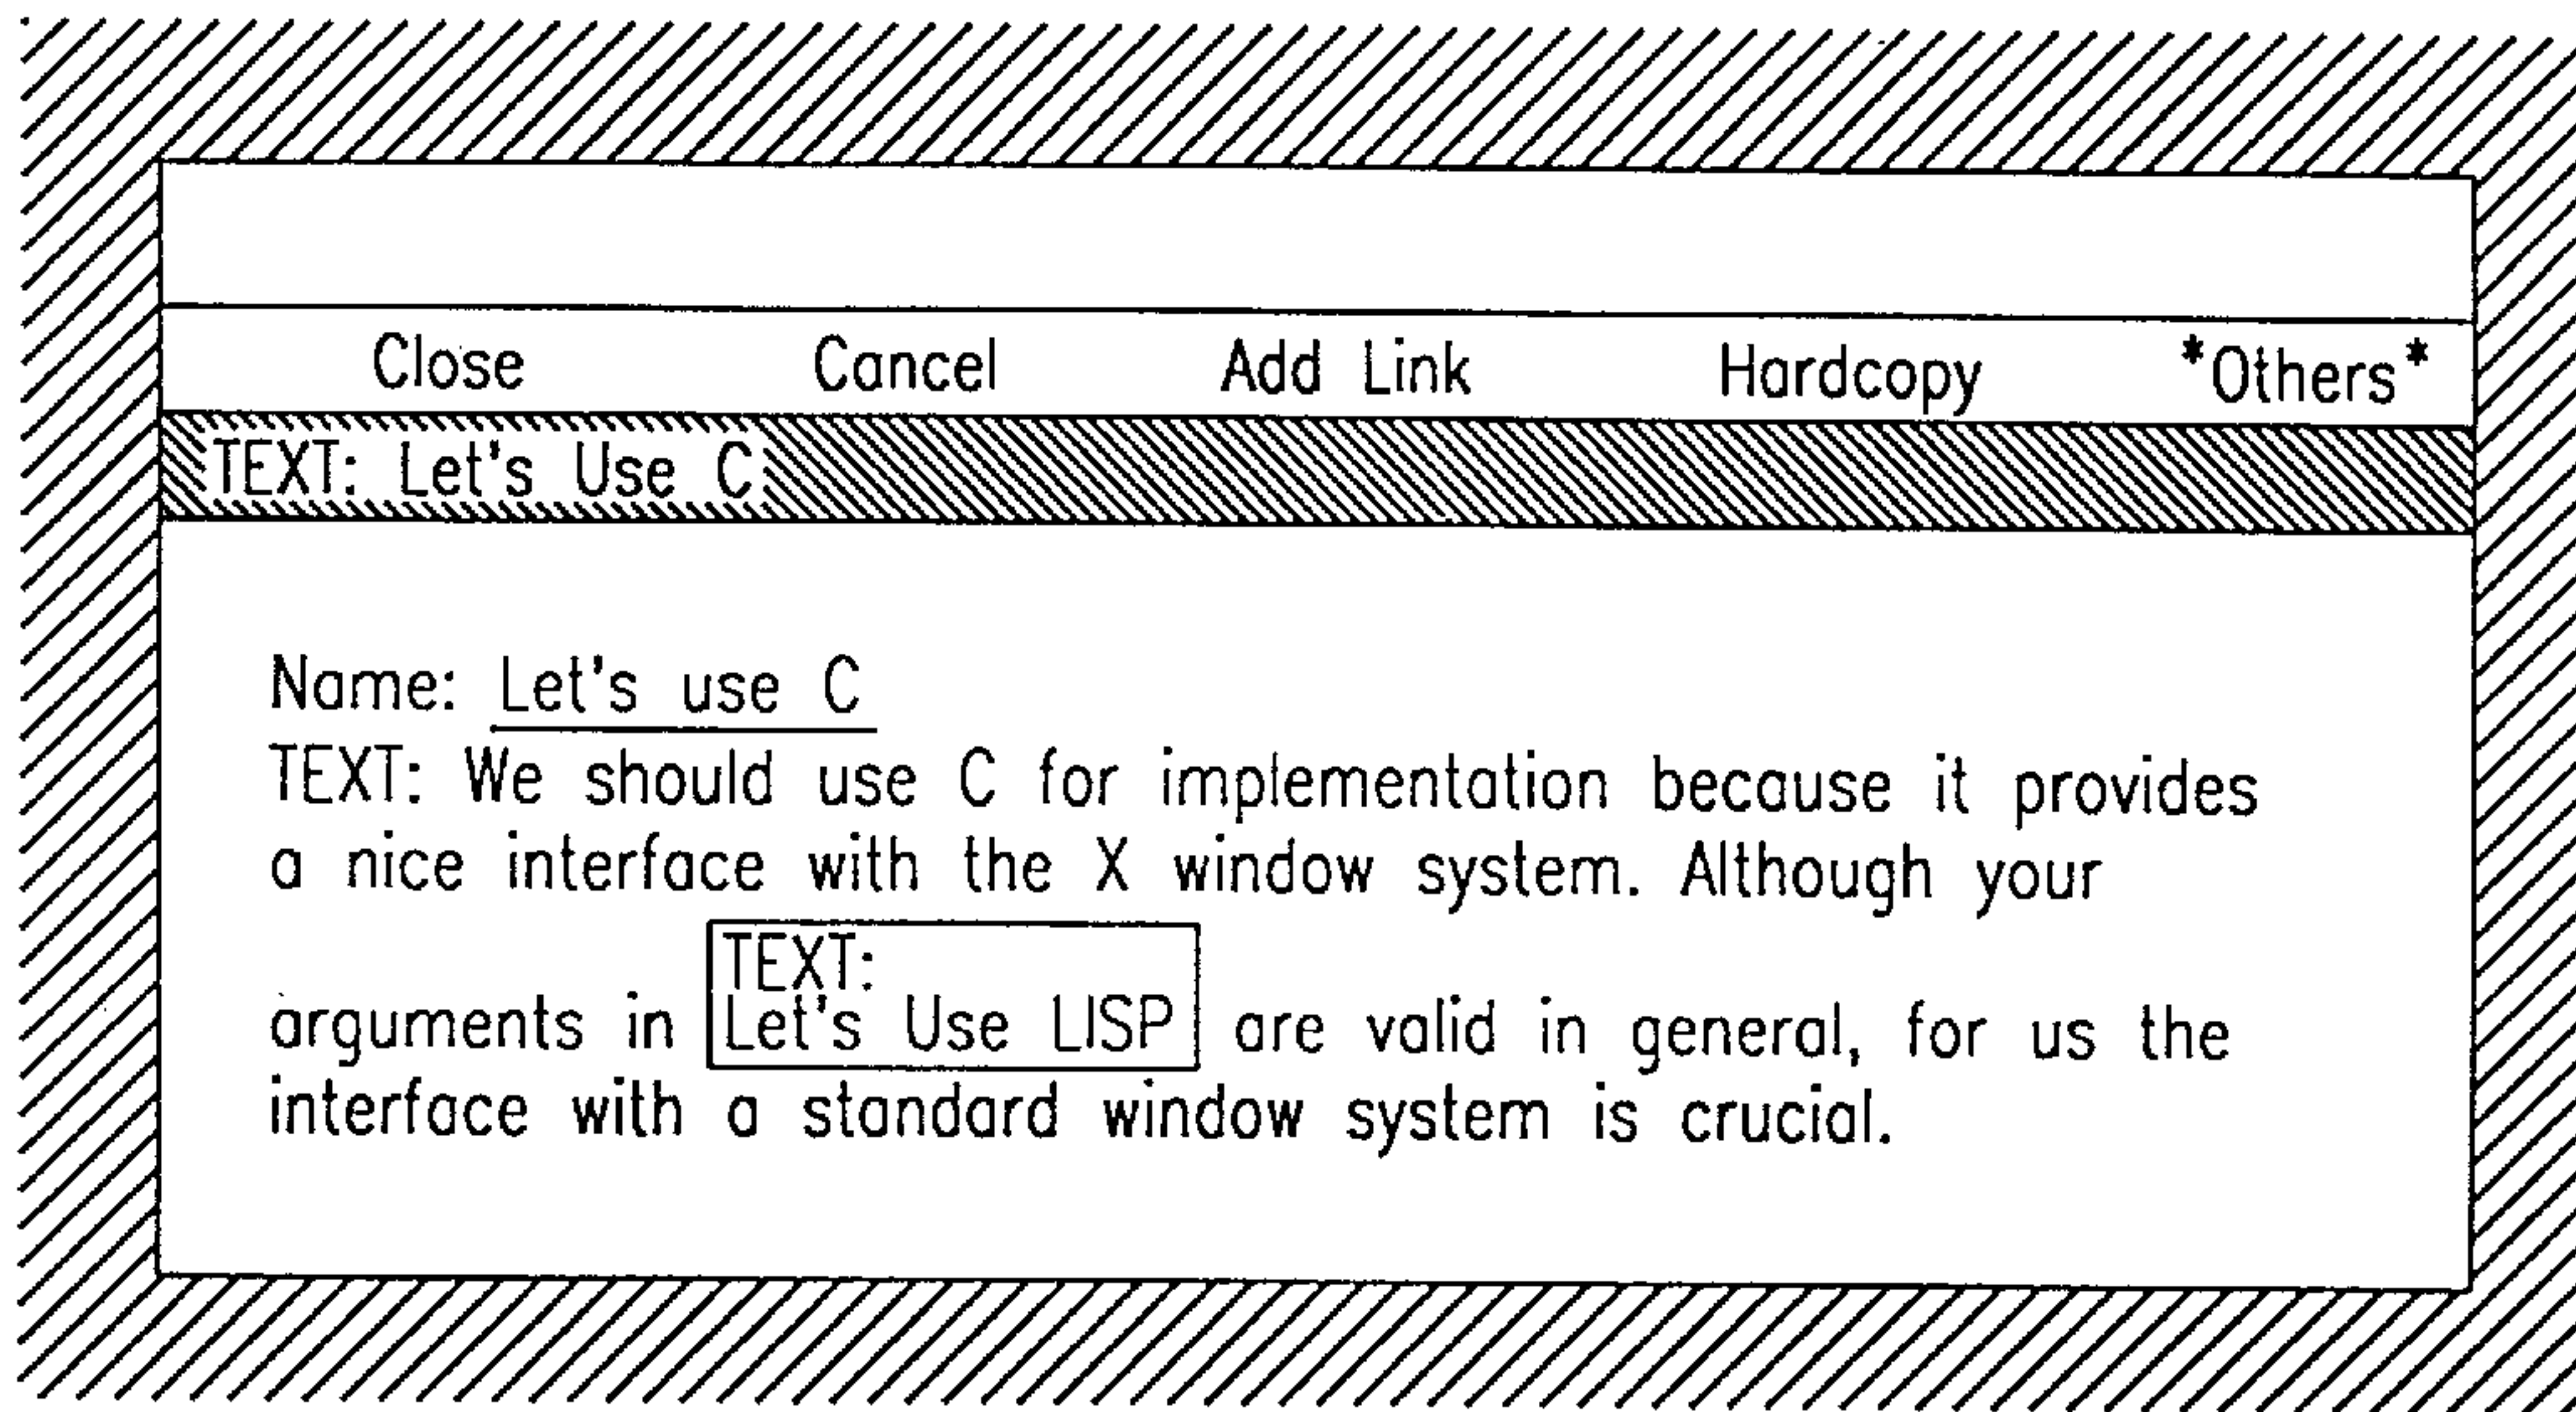 Close Cancel Add Link Hardcopy *Others*
TEXT: Let's Use C
Name: Let's use C
TEXT: We should use C for implementation because it provides
a nice interface with the X window system. Although your
TEXT:
arguments in Let's Use LISP are valid in general, for us the
interface with a standard window system is crucial.